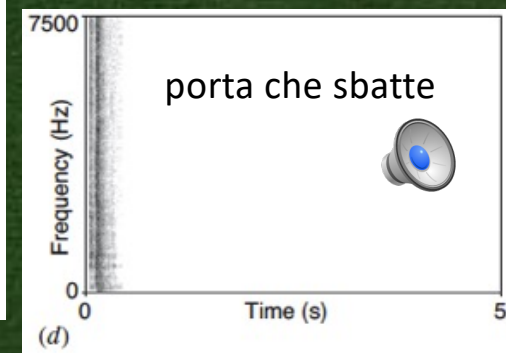 7500
porta che sbatte
Frequency (Hz)
0
0
Time (s)
5
(d)